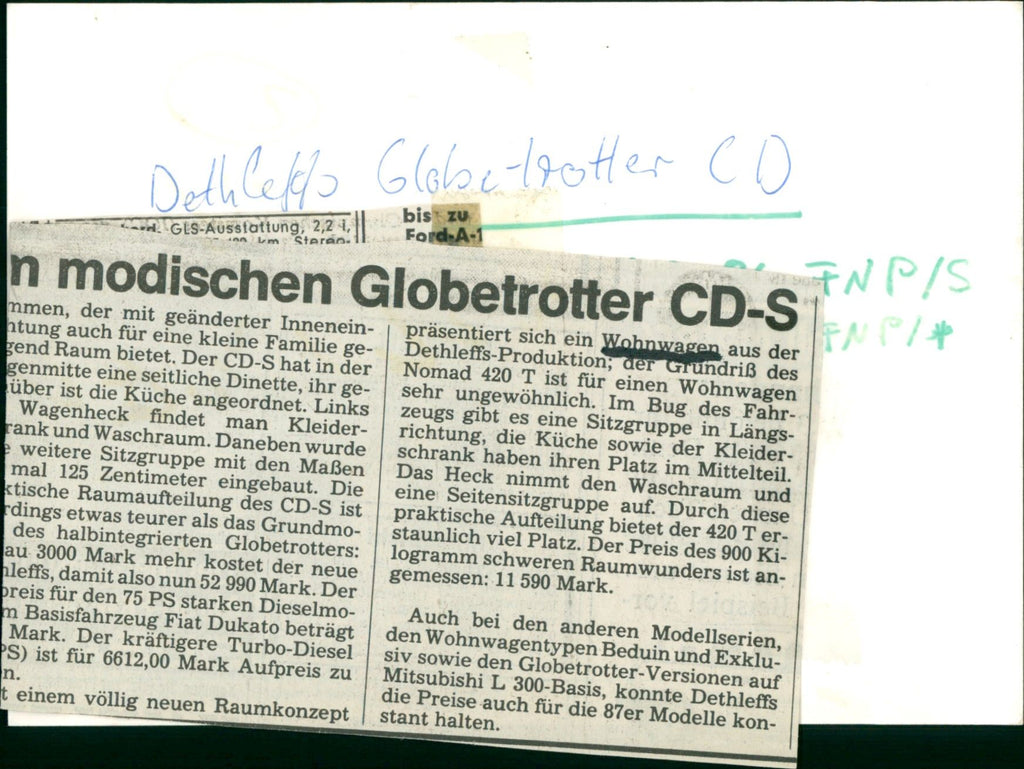 Dethleffs Globe-trotter CD
GLS-Ausstattung, 2,2 i,
km Stereo-
bis zu
Ford-A-1
FNP/S
FNP/*
n modischen Globetrotter CD-S
mmen, der mit geänderter Innenein-
htung auch für eine kleine Familie ge-
gend Raum bietet. Der CD-S hat in der
genmitte eine seitliche Dinette, ihr ge-
über ist die Küche angeordnet. Links
Wagenheck findet man Kleider-
rank und Waschraum. Daneben wurde
e weitere Sitzgruppe mit den Maßen
mal 125 Zentimeter eingebaut. Die
ktische Raumaufteilung des CD-S ist
rdings etwas teurer als das Grundmo-
des halbintegrierten Globetrotters:
au 3000 Mark mehr kostet der neue
hleffs, damit also nun 52 990 Mark. Der
preis für den 75 PS starken Dieselmo-
m Basisfahrzeug Fiat Dukato beträgt
Mark. Der kräftigere Turbo-Diesel
PS) ist für 6612,00 Mark Aufpreis zu
n.
t einem völlig neuen Raumkonzept
präsentiert sich ein Wohnwagen aus der
Dethleffs-Produktion; der Grundriß des
Nomad 420 T ist für einen Wohnwagen
sehr ungewöhnlich. Im Bug des Fahr-
zeugs gibt es eine Sitzgruppe in Längs-
richtung, die Küche sowie der Kleider-
schrank haben ihren Platz im Mittelteil.
Das Heck nimmt den Waschraum und
eine Seitensitzgruppe auf. Durch diese
praktische Aufteilung bietet der 420 T er-
staunlich viel Platz. Der Preis des 900 Ki-
logramm schweren Raumwunders ist an-
gemessen: 11 590 Mark.
Auch bei den anderen Modellserien,
den Wohnwagentypen Beduin und Exklu-
siv sowie den Globetrotter-Versionen auf
Mitsubishi L 300-Basis, konnte Dethleffs
die Preise auch für die 87er Modelle kon-
stant halten.